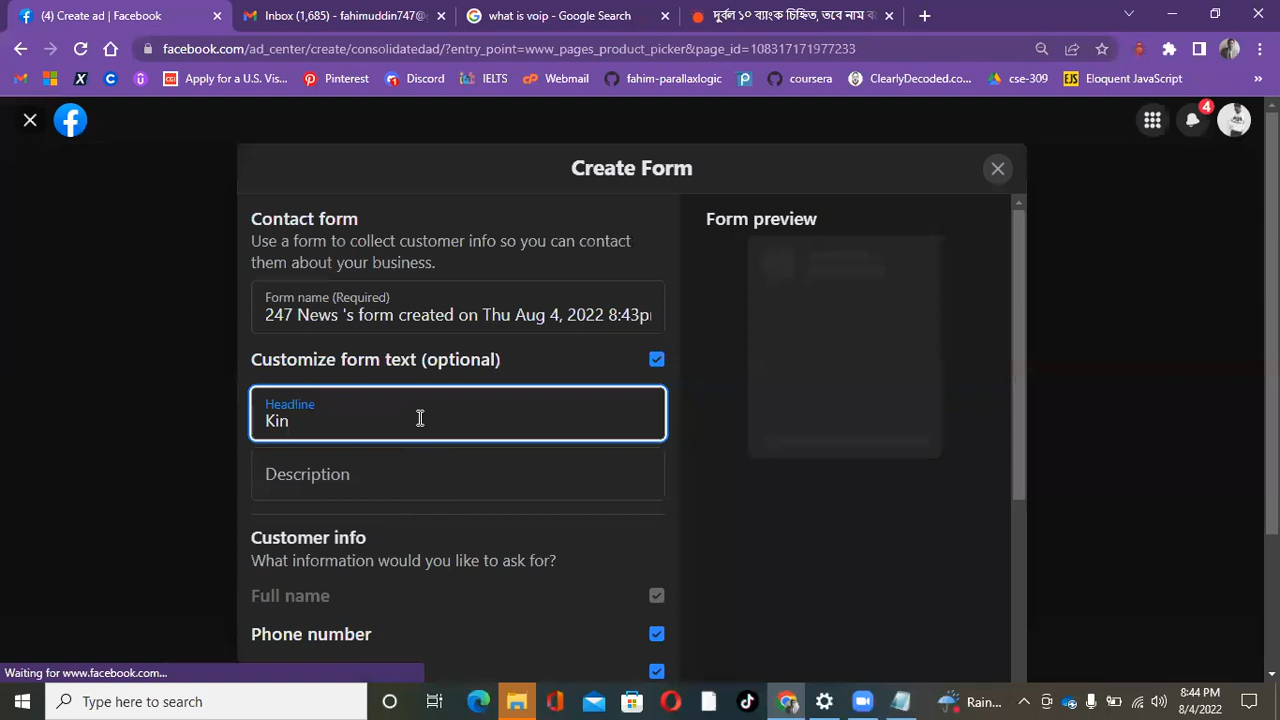 (4) Create ad | Facebook
Inbox (1,685) - fahimuddin747@g
what is voip - Google Search
দুর্বল ১০ ব্যাংক চিহ্নিত, তবে নাম বা
facebook.com/ad_center/create/consolidatedad/?entry_point=www_pages_product_picker&page_id=108317171977233
Apply for a U.S. Vis...
Pinterest
Discord
IELTS
Webmail
fahim-parallaxlogic
coursera
ClearlyDecoded.co...
cse-309
EJS
Eloquent JavaScript
»
4
Create Form
Contact form
Use a form to collect customer info so you can contact
them about your business.
Form name (Required)
247 News 's form created on Thu Aug 4, 2022 8:43p
Customize form text (optional)
Headline
Kin
Description
Customer info
What information would you like to ask for?
Full name
Phone number
Form preview
Waiting for www.facebook.com...
Type here to search
Rain...
8:44 PM
8/4/2022